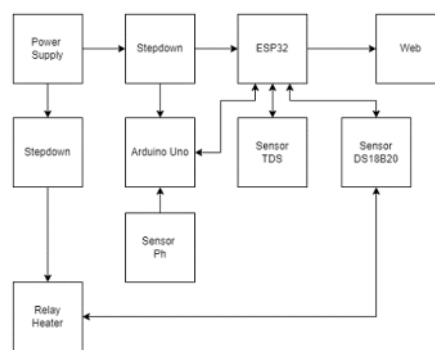 Power
Supply
Stepdown
ESP32
Web
Stepdown
Arduino Uno
Sensor
TDS
Sensor
DS18B20
Sensor
Ph
Relay
Heater